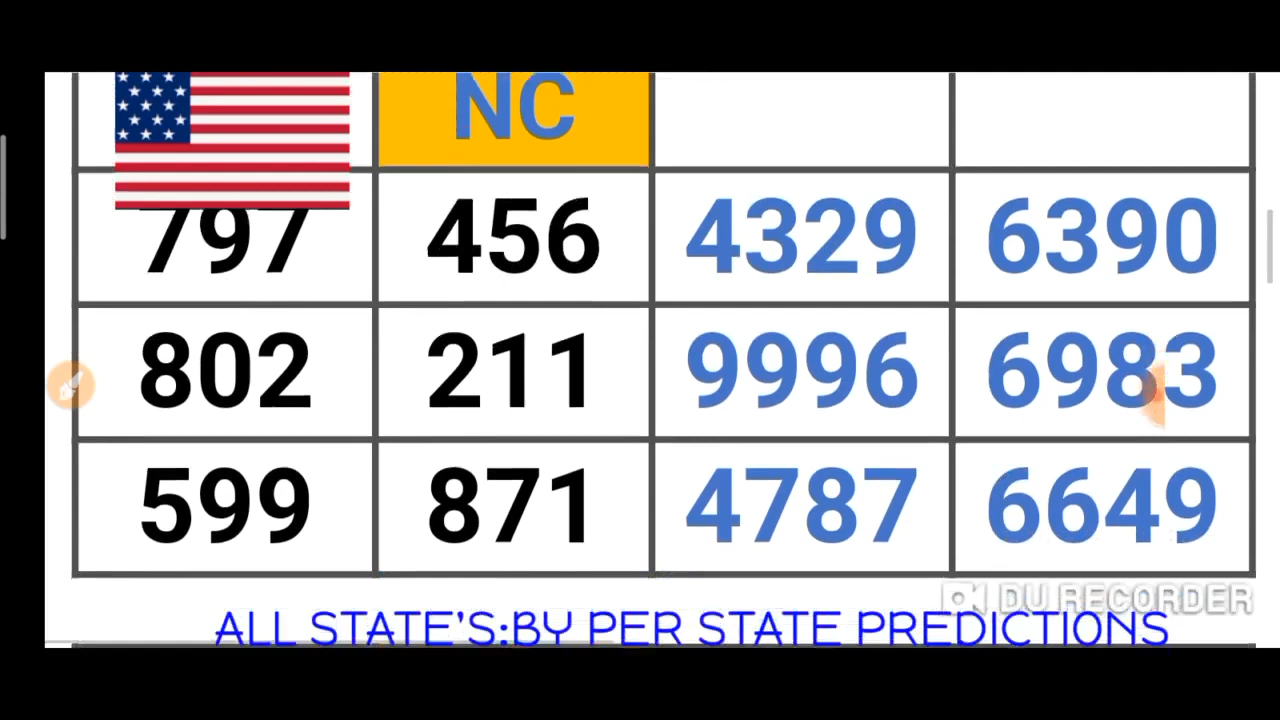 NC
797 456 4329 6390
802 211 9996 6983
599 871 4787 6649
DU RECORDER
ALL STATE'S:BY PER STATE PREDICTIONS